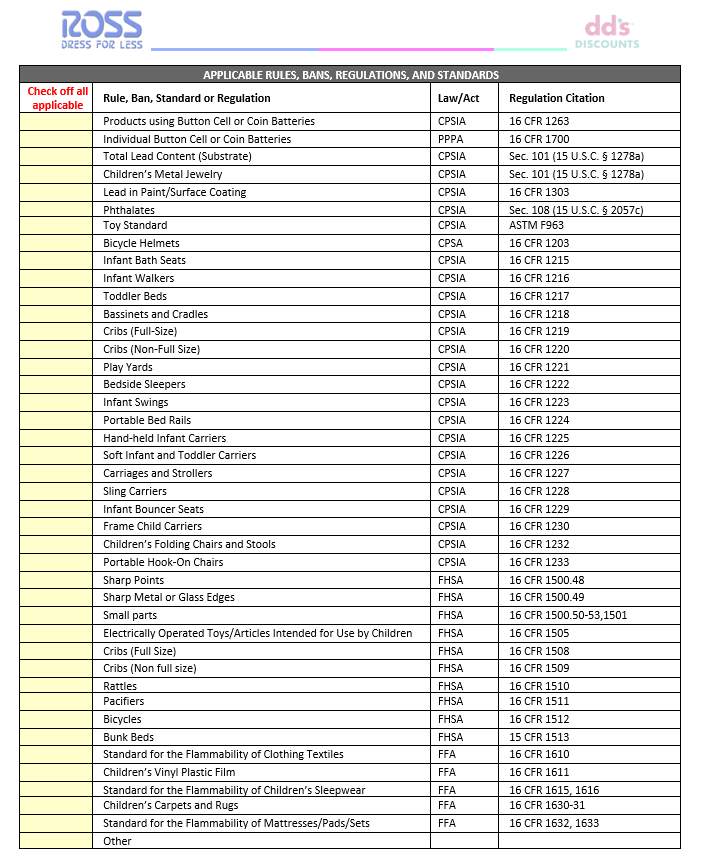 ROSS
DRESS FOR LESS
dd's
DISCOUNTS
APPLICABLE RULES, BANS, REGULATIONS, AND STANDARDS
Check off all applicable Rule, Ban, Standard or Regulation Law/Act Regulation Citation
Products using Button Cell or Coin Batteries CPSIA 16 CFR 1263
Individual Button Cell or Coin Batteries PPPA 16 CFR 1700
Total Lead Content (Substrate) CPSIA Sec. 101 (15 U.S.C. § 1278a)
Children's Metal Jewelry CPSIA Sec. 101 (15 U.S.C. § 1278a)
Lead in Paint/Surface Coating CPSIA 16 CFR 1303
Phthalates CPSIA Sec. 108 (15 U.S.C. § 2057c)
Toy Standard CPSIA ASTM F963
Bicycle Helmets CPSA 16 CFR 1203
Infant Bath Seats CPSIA 16 CFR 1215
Infant Walkers CPSIA 16 CFR 1216
Toddler Beds CPSIA 16 CFR 1217
Bassinets and Cradles CPSIA 16 CFR 1218
Cribs (Full-Size) CPSIA 16 CFR 1219
Cribs (Non-Full Size) CPSIA 16 CFR 1220
Play Yards CPSIA 16 CFR 1221
Bedside Sleepers CPSIA 16 CFR 1222
Infant Swings CPSIA 16 CFR 1223
Portable Bed Rails CPSIA 16 CFR 1224
Hand-held Infant Carriers CPSIA 16 CFR 1225
Soft Infant and Toddler Carriers CPSIA 16 CFR 1226
Carriages and Strollers CPSIA 16 CFR 1227
Sling Carriers CPSIA 16 CFR 1228
Infant Bouncer Seats CPSIA 16 CFR 1229
Frame Child Carriers CPSIA 16 CFR 1230
Children's Folding Chairs and Stools CPSIA 16 CFR 1232
Portable Hook-On Chairs CPSIA 16 CFR 1233
Sharp Points FHSA 16 CFR 1500.48
Sharp Metal or Glass Edges FHSA 16 CFR 1500.49
Small parts FHSA 16 CFR 1500.50-53,1501
Electrically Operated Toys/Articles Intended for Use by Children FHSA 16 CFR 1505
Cribs (Full Size) FHSA 16 CFR 1508
Cribs (Non full size) FHSA 16 CFR 1509
Rattles FHSA 16 CFR 1510
Pacifiers FHSA 16 CFR 1511
Bicycles FHSA 16 CFR 1512
Bunk Beds FHSA 15 CFR 1513
Standard for the Flammability of Clothing Textiles FFA 16 CFR 1610
Children's Vinyl Plastic Film FFA 16 CFR 1611
Standard for the Flammability of Children's Sleepwear FFA 16 CFR 1615, 1616
Children's Carpets and Rugs FFA 16 CFR 1630-31
Standard for the Flammability of Mattresses/Pads/Sets FFA 16 CFR 1632, 1633
Other